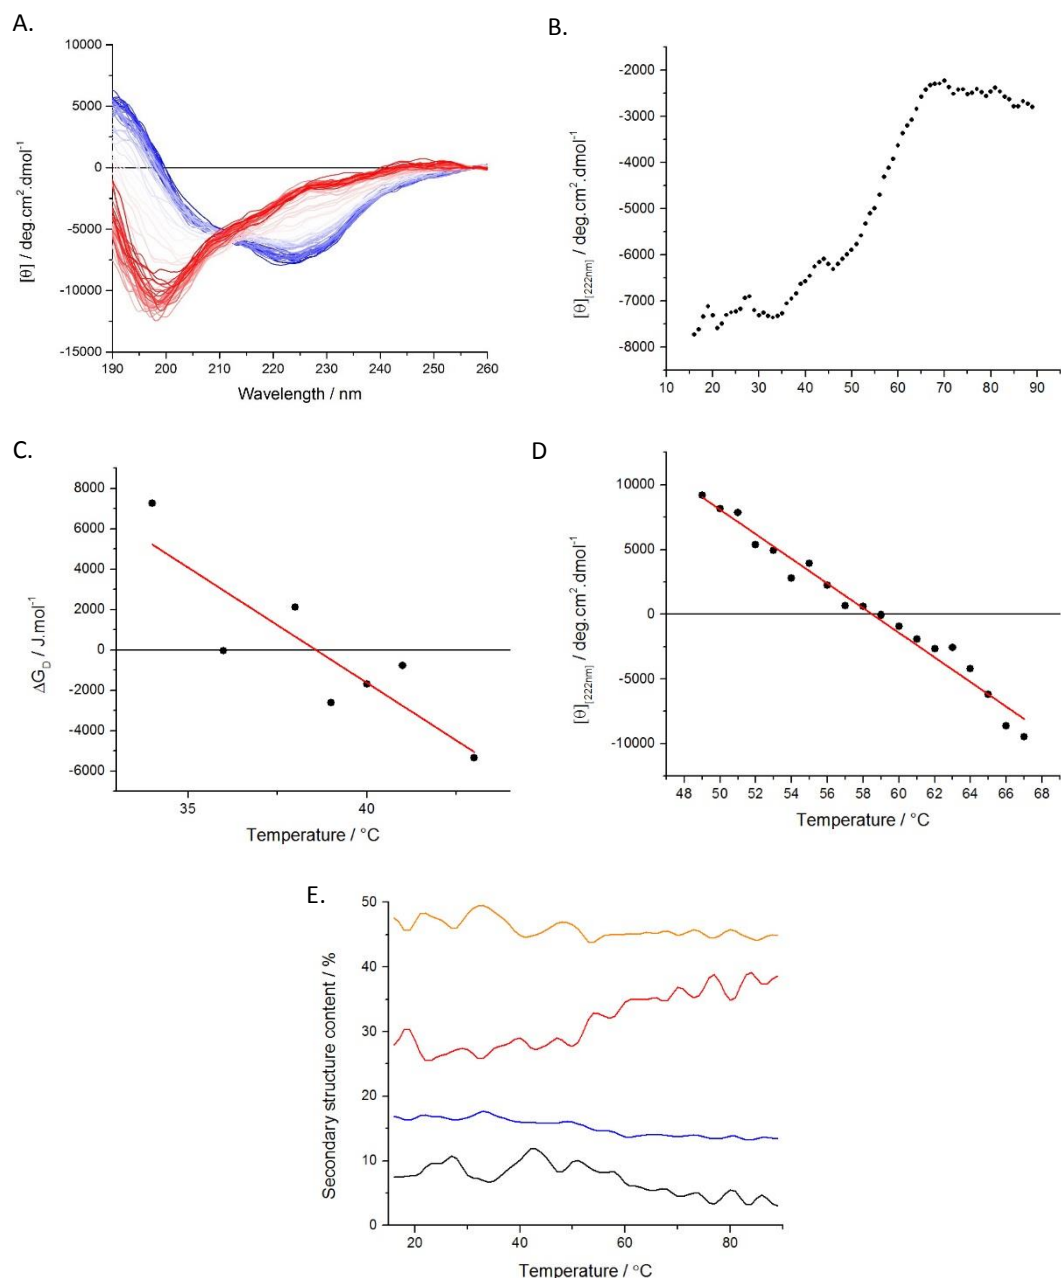 A.
10000
5000
0
-5000
-10000
-15000
[θ] / deg.cm².dmol⁻¹
190 200 210 220 230 240 250 260
Wavelength / nm
B.
-2000
-3000
-4000
-5000
-6000
-7000
-8000
[θ][222nm] / deg.cm².dmol⁻¹
10 20 30 40 50 60 70 80 90
C.
8000
6000
4000
2000
0
-2000
-4000
-6000
ΔG_D / J.mol⁻¹
35 40
Temperature / °C
D
10000
5000
0
-5000
-10000
[θ][222nm] / deg.cm².dmol⁻¹
48 50 52 54 56 58 60 62 64 66 68
Temperature / °C
E.
50
40
30
20
10
0
Secondary structure content / %
20 40 60 80
Temperature / °C